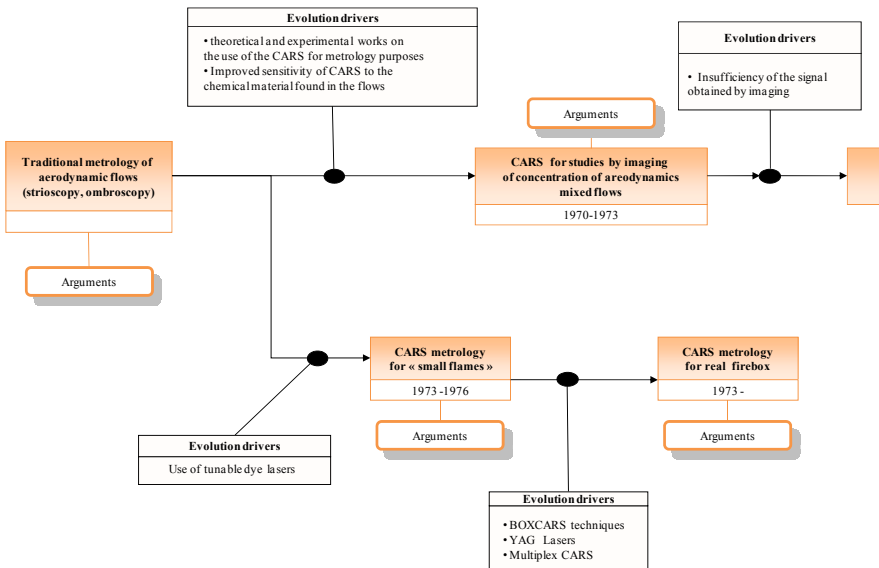 Evolution drivers
• theoretical and experimental works on
the use of the CARS for metrology purposes
• Improved sensitivity of CARS to the
chemical material found in the flows
Evolution drivers
• Insufficiency of the signal
obtained by imaging
Arguments
Traditional metrology of
aerodynamic flows
(strioscopy, ombroscopy)
CARS for studies by imaging
of concentration of areodynamics
mixed flows
1970-1973
Arguments
CARS metrology
for « small flames »
1973-1976
CARS metrology
for real firebox
1973 -
Arguments
Arguments
Evolution drivers
Use of tunable dye lasers
Evolution drivers
• BOXCARS techniques
• YAG Lasers
• Multiplex CARS